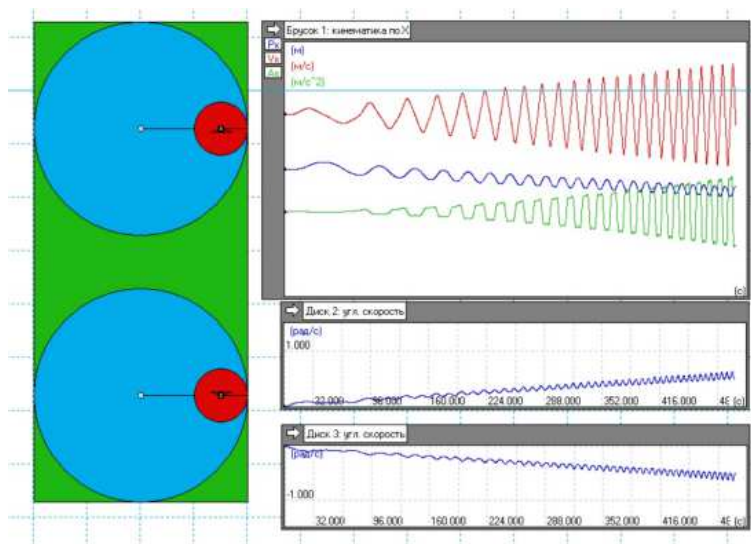 Брусок 1: кинематика по X
Px
(м)
Vx
(м/с)
Ax
(м/с^2)
(с)
Диск 2: угл. скорость
(рад/с)
1.000
32.000 96.000 160.000 224.000 288.000 352.000 416.000 48 (с)
Диск 3: угл. скорость
(рад/с)
-1.000
32.000 96.000 160.000 224.000 288.000 352.000 416.000 48 (с)